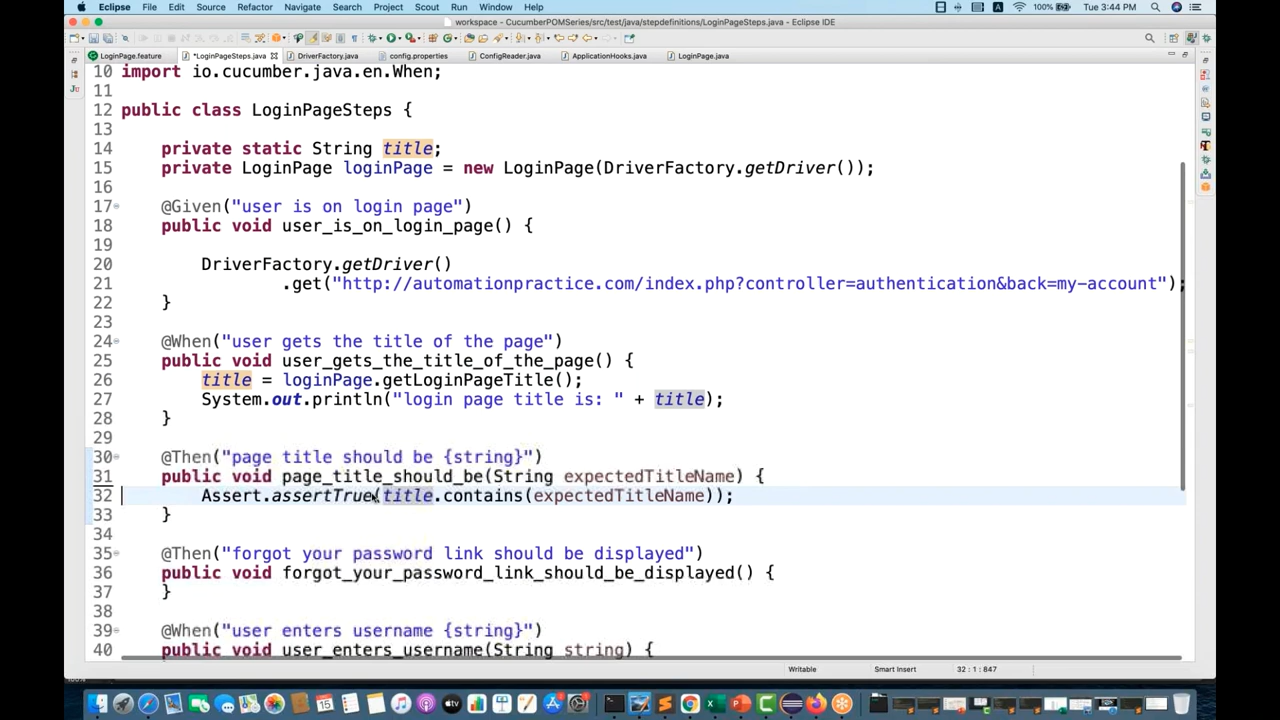 Eclipse File Edit Source Refactor Navigate Search Project Scout Run Window Help 100% Tue 3:44 PM
workspace - CucumberPOMSeries/src/test/java/stepdefinitions/LoginPageSteps.java - Eclipse IDE
LoginPage.feature *LoginPageSteps.java DriverFactory.java config.properties ConfigReader.java ApplicationHooks.java LoginPage.java
10 import io.cucumber.java.en.When;
11
12 public class LoginPageSteps {
13
14 private static String title;
15 private LoginPage loginPage = new LoginPage(DriverFactory.getDriver());
16
17 @Given("user is on login page")
18 public void user_is_on_login_page() {
19
20 DriverFactory.getDriver()
21 .get("http://automationpractice.com/index.php?controller=authentication&back=my-account");
22 }
23
24 @When("user gets the title of the page")
25 public void user_gets_the_title_of_the_page() {
26 title = loginPage.getLoginPageTitle();
27 System.out.println("login page title is: " + title);
28 }
29
30 @Then("page title should be {string}")
31 public void page_title_should_be(String expectedTitleName) {
32 Assert.assertTrue(title.contains(expectedTitleName));
33 }
34
35 @Then("forgot your password link should be displayed")
36 public void forgot_your_password_link_should_be_displayed() {
37 }
38
39 @When("user enters username {string}")
40 public void user_enters_username(String string) {
Writable Smart Insert 32 : 1 : 847